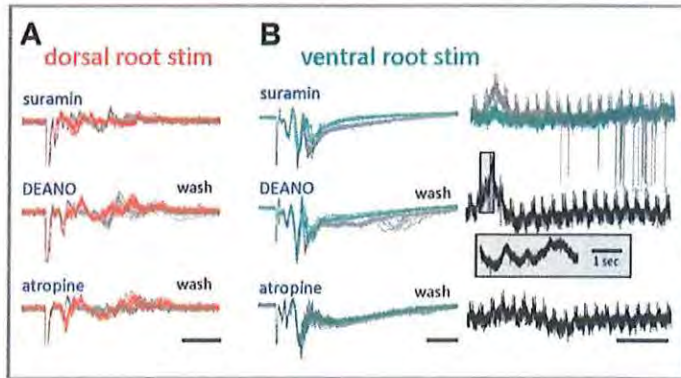 A
B
dorsal root stim
ventral root stim
suramin
suramin
DEANO
wash
DEANO
wash
1 sec
atropine
wash
atropine
wash